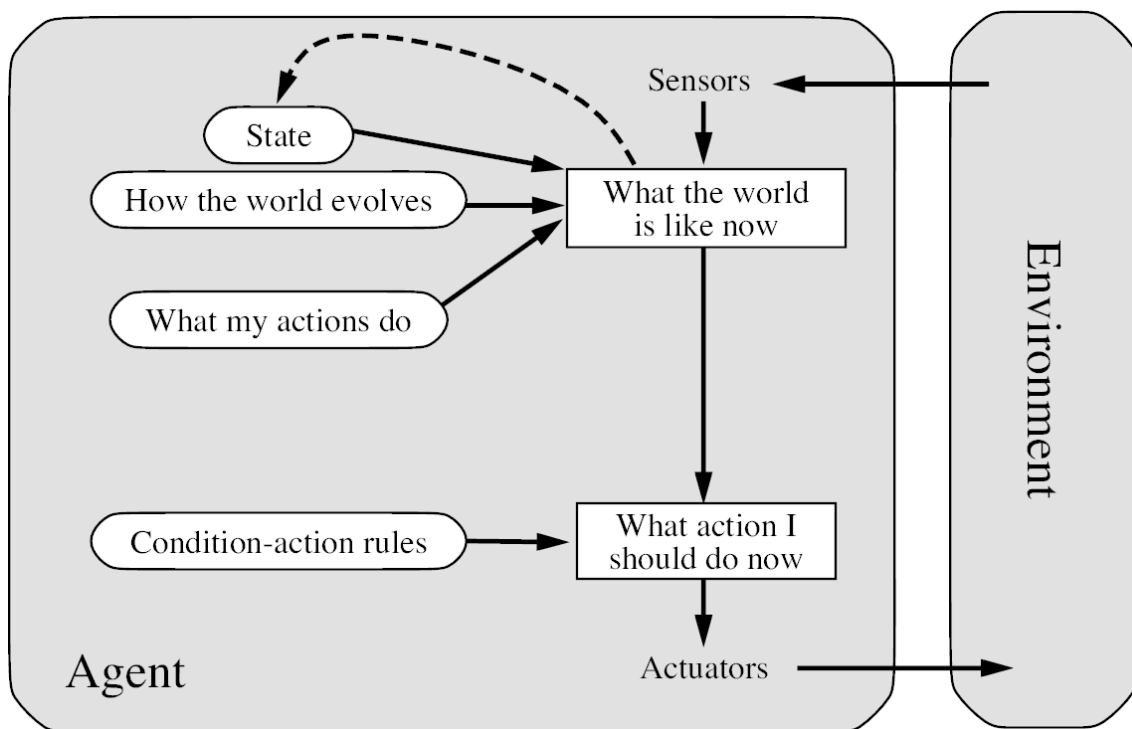 Sensors
State
How the world evolves
What the world
is like now
What my actions do
Condition-action rules
What action I
should do now
Agent
Actuators
Environment